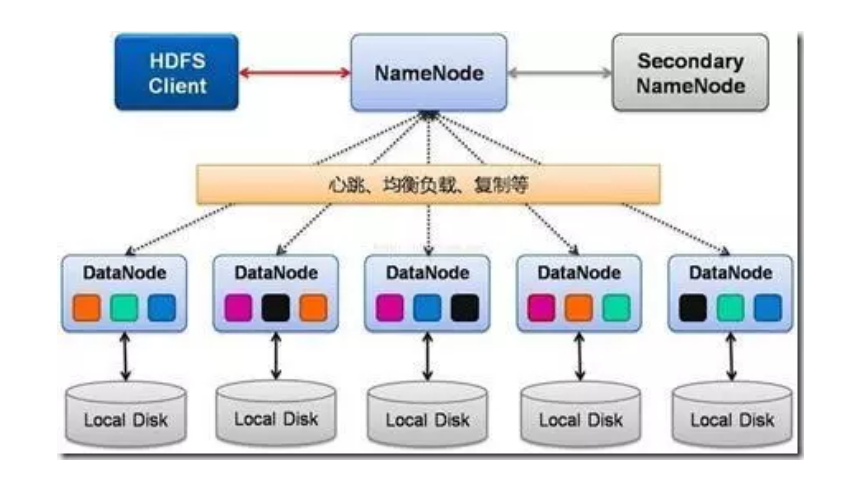 HDFS
Client
NameNode
Secondary
NameNode
心跳、均衡负载、复制等
DataNode
DataNode
DataNode
DataNode
DataNode
Local Disk
Local Disk
Local Disk
Local Disk
Local Disk